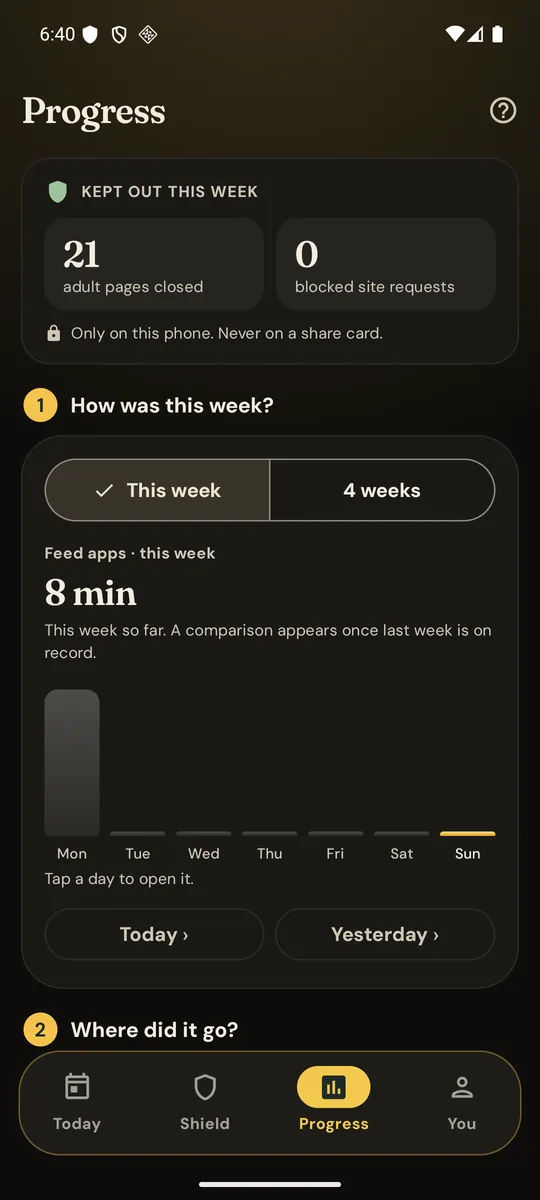 6:40
Progress
KEPT OUT THIS WEEK
21
adult pages closed
0
blocked site requests
Only on this phone. Never on a share card.
1 How was this week?
This week
4 weeks
Feed apps · this week
8 min
This week so far. A comparison appears once last week is on
record.
Mon Tue Wed Thu Fri Sat Sun
Tap a day to open it.
Today ›
Yesterday ›
2 Where did it go?
Today Shield Progress You